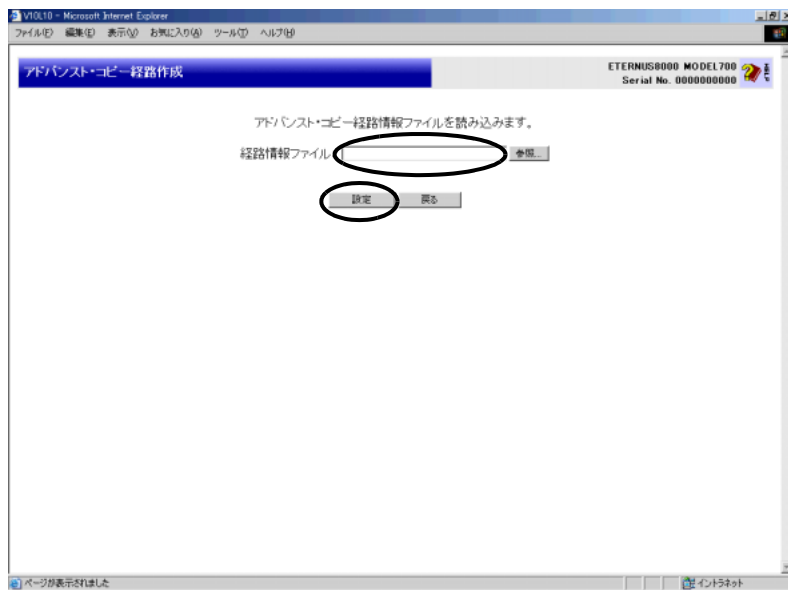 V10L10 - Microsoft Internet Explorer
ファイル(F) 編集(E) 表示(V) お気に入り(A) ツール(T) ヘルプ(H)
アドバンスト・コピー経路作成
ETERNUS8000 MODEL700
Serial No. 0000000000
アドバンスト・コピー経路情報ファイルを読み込みます。
経路情報ファイル
参照...
設定 戻る
ページが表示されました
イントラネット